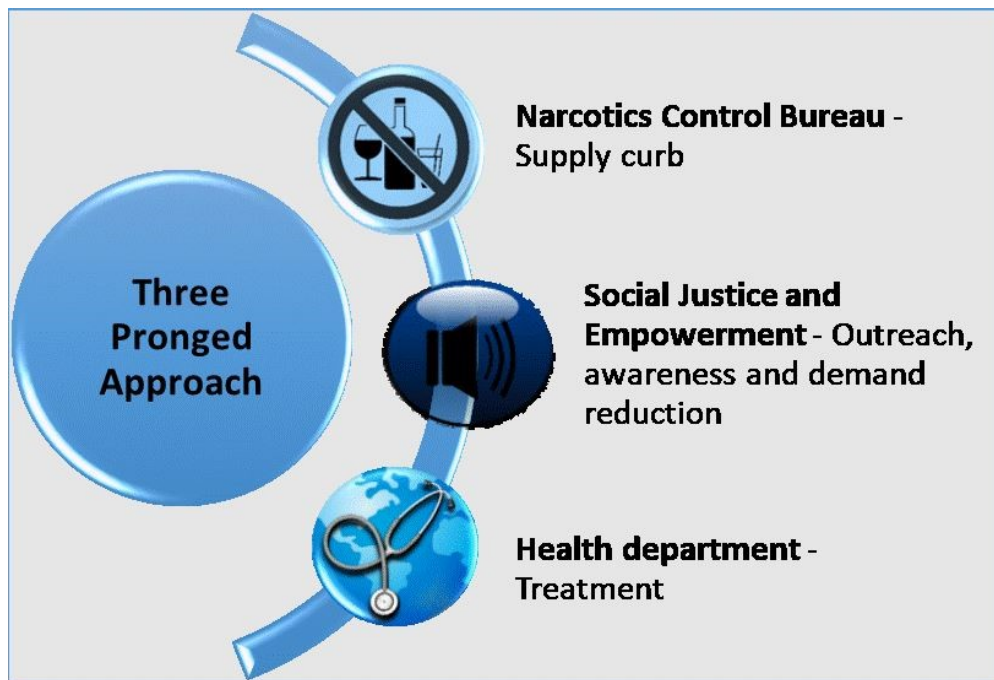 Three
Pronged
Approach
Narcotics Control Bureau -
Supply curb
Social Justice and
Empowerment - Outreach,
awareness and demand
reduction
Health department -
Treatment